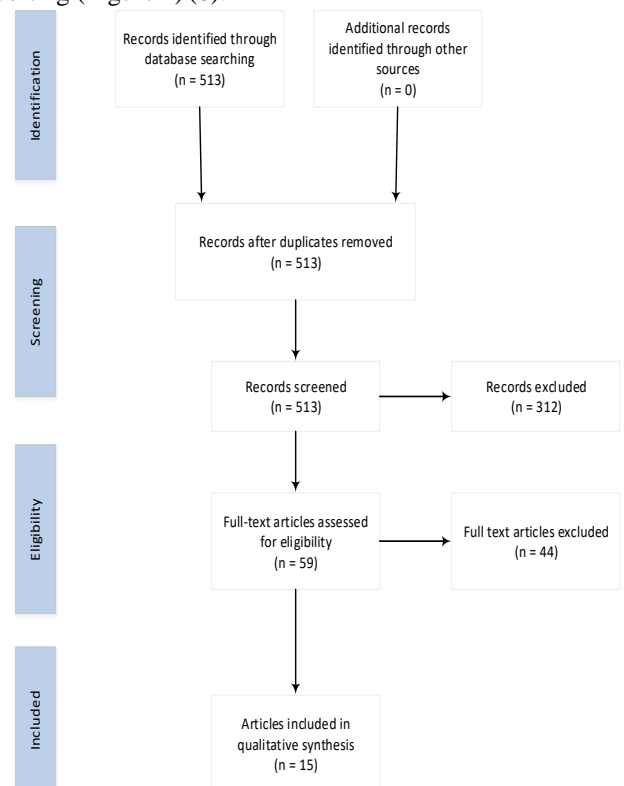 Identification
Records identified through
database searching
(n = 513)
Additional records
identified through other
sources
(n = 0)
Screening
Records after duplicates removed
(n = 513)
Records screened
(n = 513)
Records excluded
(n = 312)
Eligibility
Full-text articles assessed
for eligibility
(n = 59)
Full text articles excluded
(n = 44)
Included
Articles included in
qualitative synthesis
(n = 15)